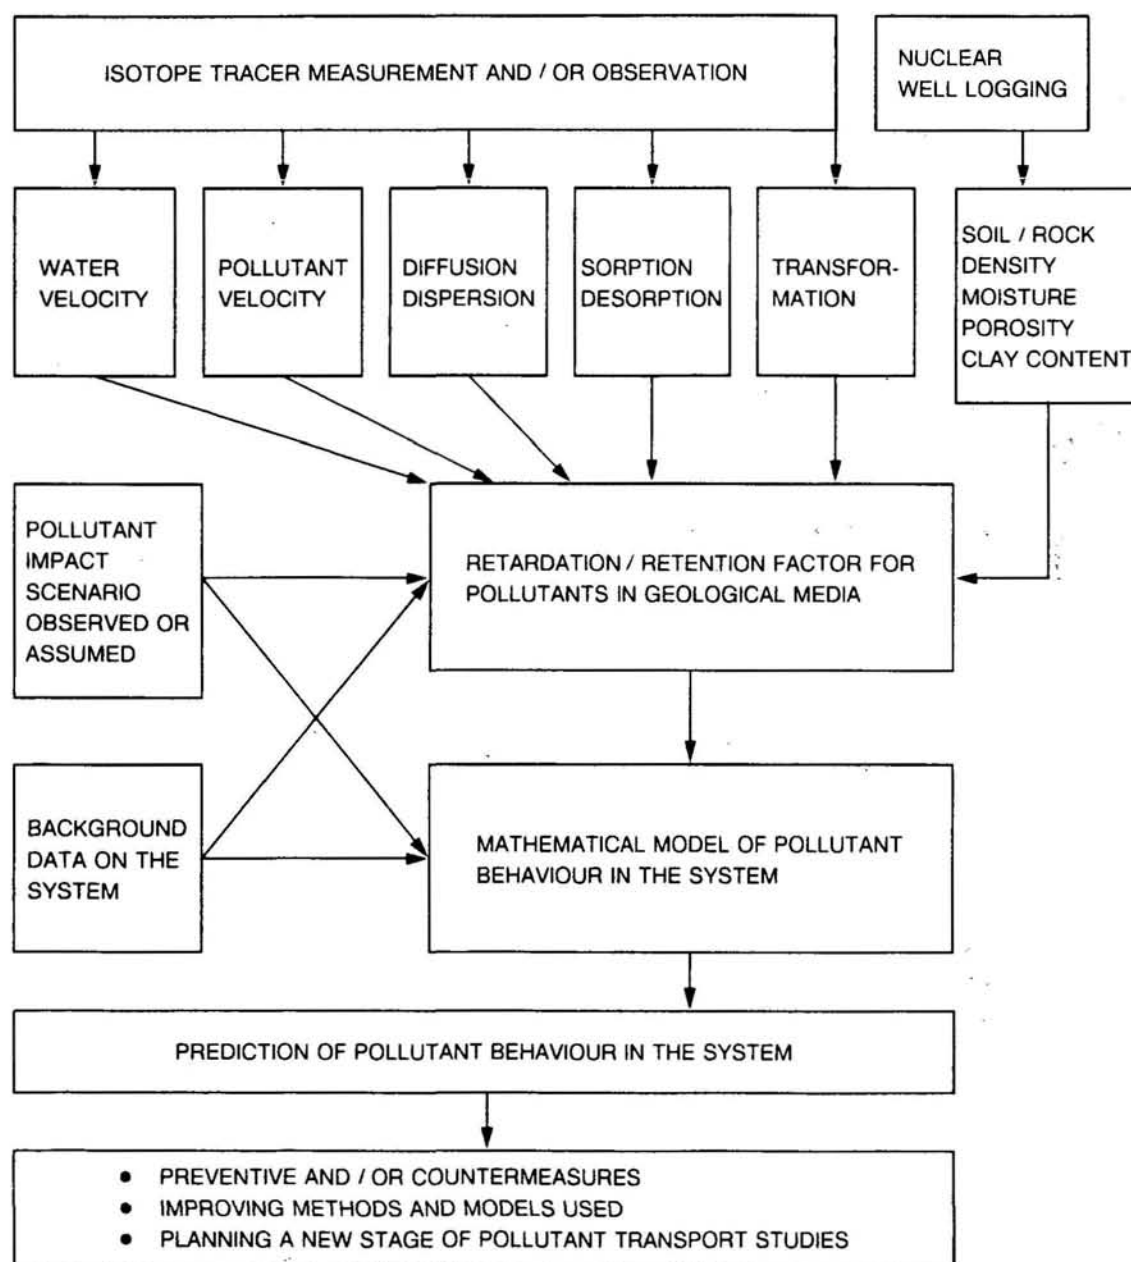 ISOTOPE TRACER MEASUREMENT AND / OR OBSERVATION
NUCLEAR
WELL LOGGING
WATER
VELOCITY
POLLUTANT
VELOCITY
DIFFUSION
DISPERSION
SORPTION
DESORPTION
TRANSFOR-
MATION
SOIL / ROCK
DENSITY
MOISTURE
POROSITY
CLAY CONTENT
POLLUTANT
IMPACT
SCENARIO
OBSERVED OR
ASSUMED
RETARDATION / RETENTION FACTOR FOR
POLLUTANTS IN GEOLOGICAL MEDIA
BACKGROUND
DATA ON THE
SYSTEM
MATHEMATICAL MODEL OF POLLUTANT
BEHAVIOUR IN THE SYSTEM
PREDICTION OF POLLUTANT BEHAVIOUR IN THE SYSTEM
• PREVENTIVE AND / OR COUNTERMEASURES
• IMPROVING METHODS AND MODELS USED
• PLANNING A NEW STAGE OF POLLUTANT TRANSPORT STUDIES